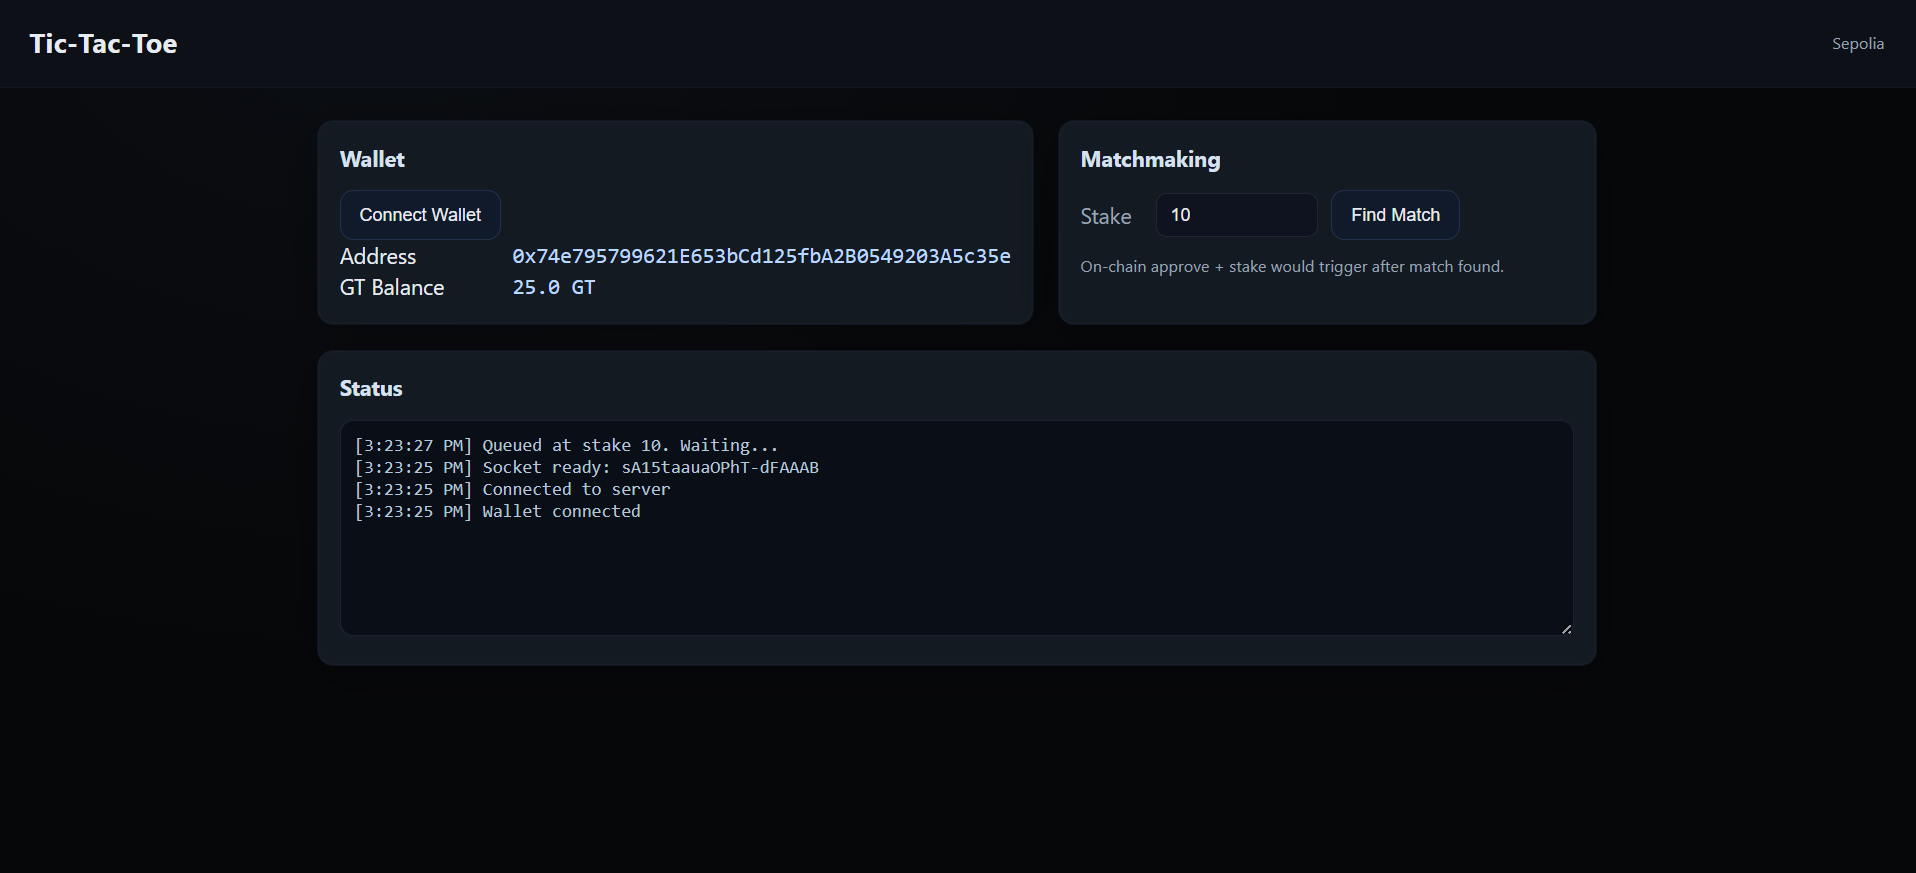 Tic-Tac-Toe
Sepolia
Wallet
Connect Wallet
Address 0x74e795799621E653bCd125fbA2B0549203A5c35e
GT Balance 25.0 GT
Matchmaking
Stake 10 Find Match
On-chain approve + stake would trigger after match found.
Status
[3:23:27 PM] Queued at stake 10. Waiting...
[3:23:25 PM] Socket ready: sA15taauaOPhT-dFAAAB
[3:23:25 PM] Connected to server
[3:23:25 PM] Wallet connected